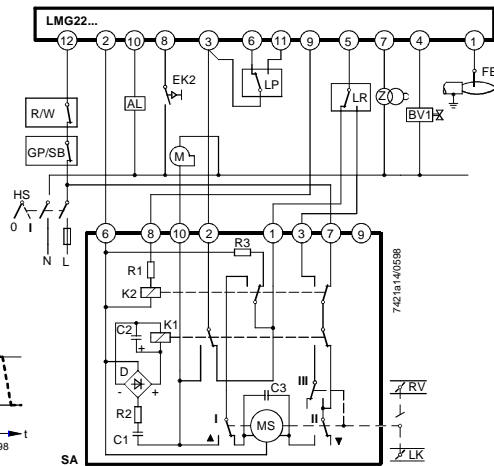 LMG22...
12 2 10 8 3 6 11 5 9 7 4 1
FE
EK2
LP
AL
LR
Z
BV1
R/W
M
GP/SB
HS
0 I
N L
6 8 10 2 1 3 7 9
R3
R1
K2
K1
C2
+
D
- +
C3
III
R2
I
MS
II
C1
SA
RV
LK
7421a14/0598
t
98